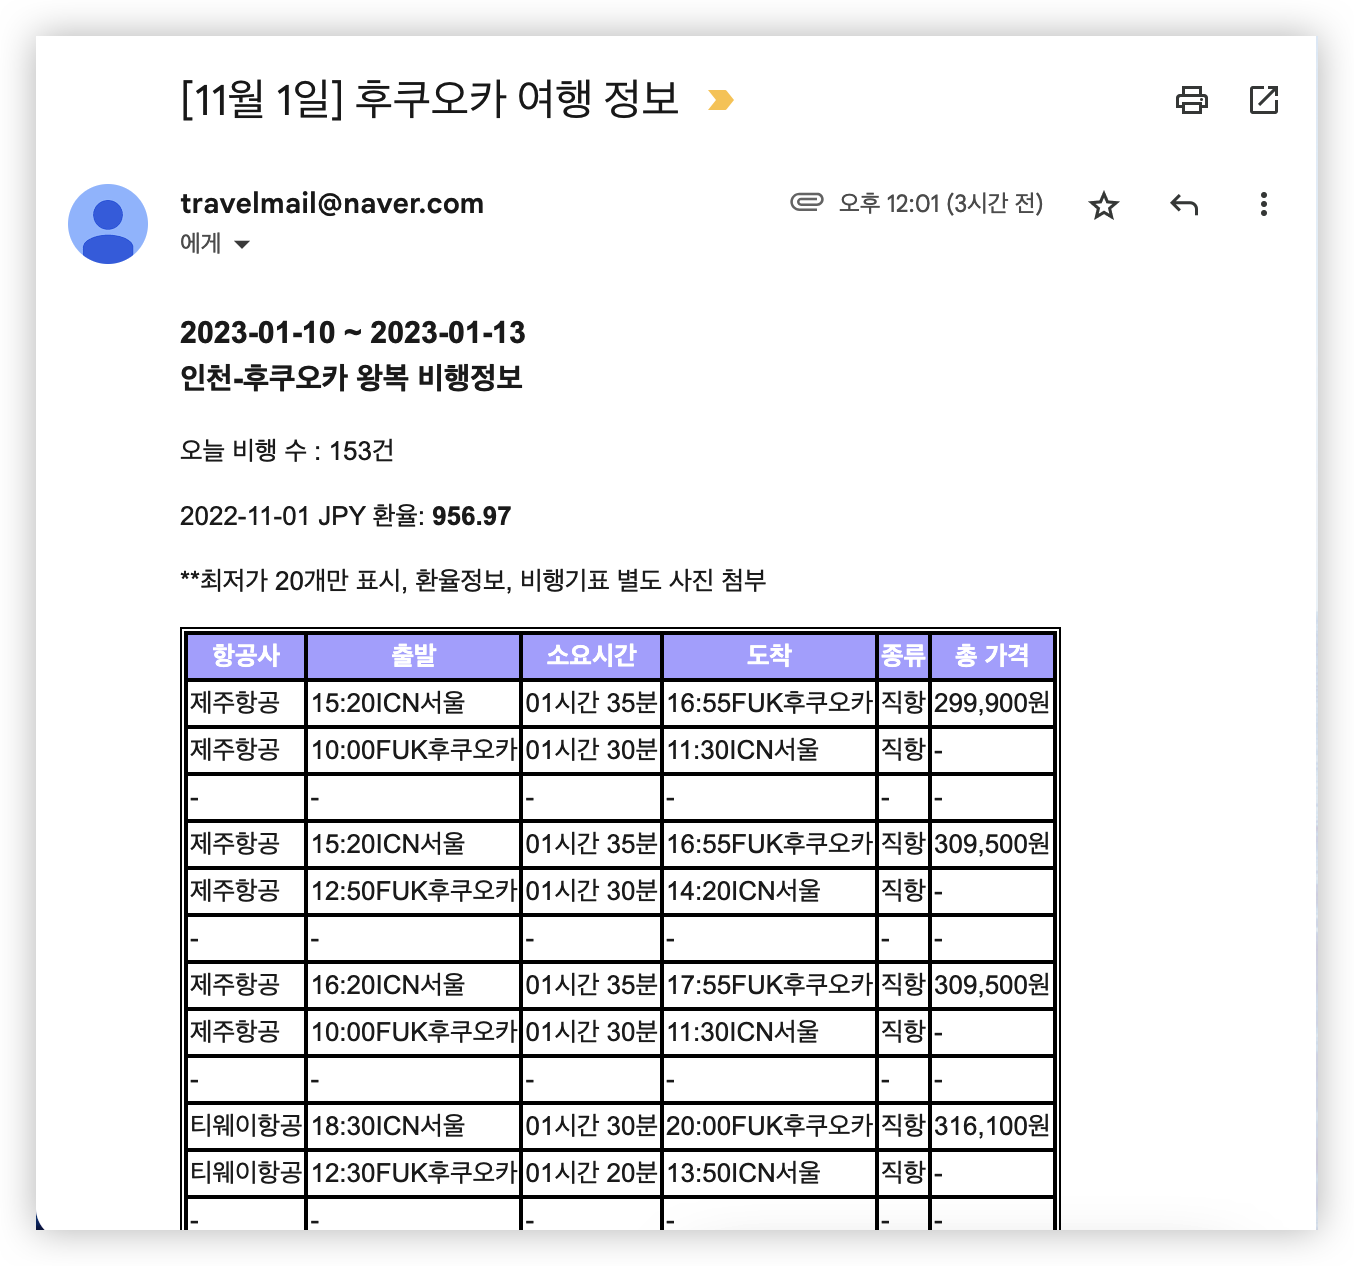 [11월 1일] 후쿠오카 여행 정보
travelmail@naver.com
오후 12:01 (3시간 전)
에게
2023-01-10 ~ 2023-01-13
인천-후쿠오카 왕복 비행정보
오늘 비행 수 : 153건
2022-11-01 JPY 환율: 956.97
**최저가 20개만 표시, 환율정보, 비행기표 별도 사진 첨부
항공사 출발 소요시간 도착 종류 총 가격
제주항공 15:20ICN서울 01시간 35분 16:55FUK후쿠오카 직항 299,900원
제주항공 10:00FUK후쿠오카 01시간 30분 11:30ICN서울 직항 -
- - - - - -
제주항공 15:20ICN서울 01시간 35분 16:55FUK후쿠오카 직항 309,500원
제주항공 12:50FUK후쿠오카 01시간 30분 14:20ICN서울 직항 -
- - - - - -
제주항공 16:20ICN서울 01시간 35분 17:55FUK후쿠오카 직항 309,500원
제주항공 10:00FUK후쿠오카 01시간 30분 11:30ICN서울 직항 -
- - - - - -
티웨이항공 18:30ICN서울 01시간 30분 20:00FUK후쿠오카 직항 316,100원
티웨이항공 12:30FUK후쿠오카 01시간 20분 13:50ICN서울 직항 -
- - - - - -